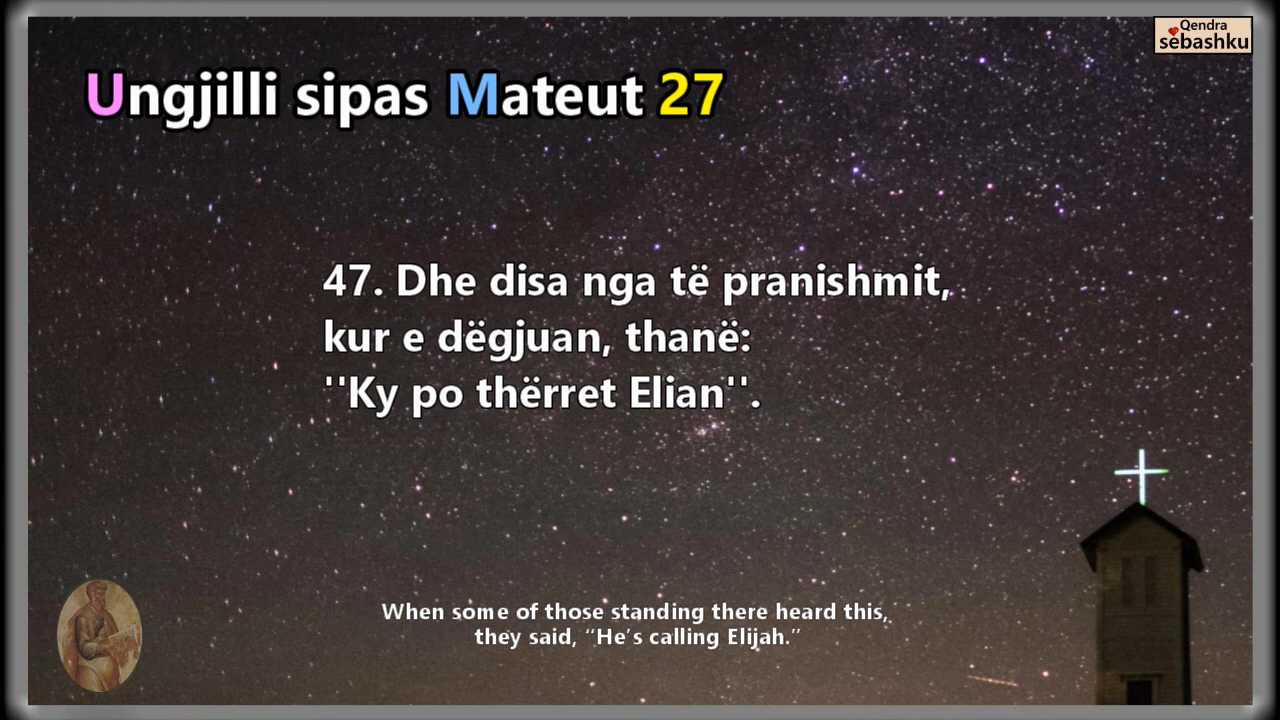 Qendra
sëbashku
Ungjilli sipas Mateut 27
47. Dhe disa nga të pranishmit,
kur e dëgjuan, thanë:
''Ky po thërret Elian''.
When some of those standing there heard this,
they said, “He’s calling Elijah.”